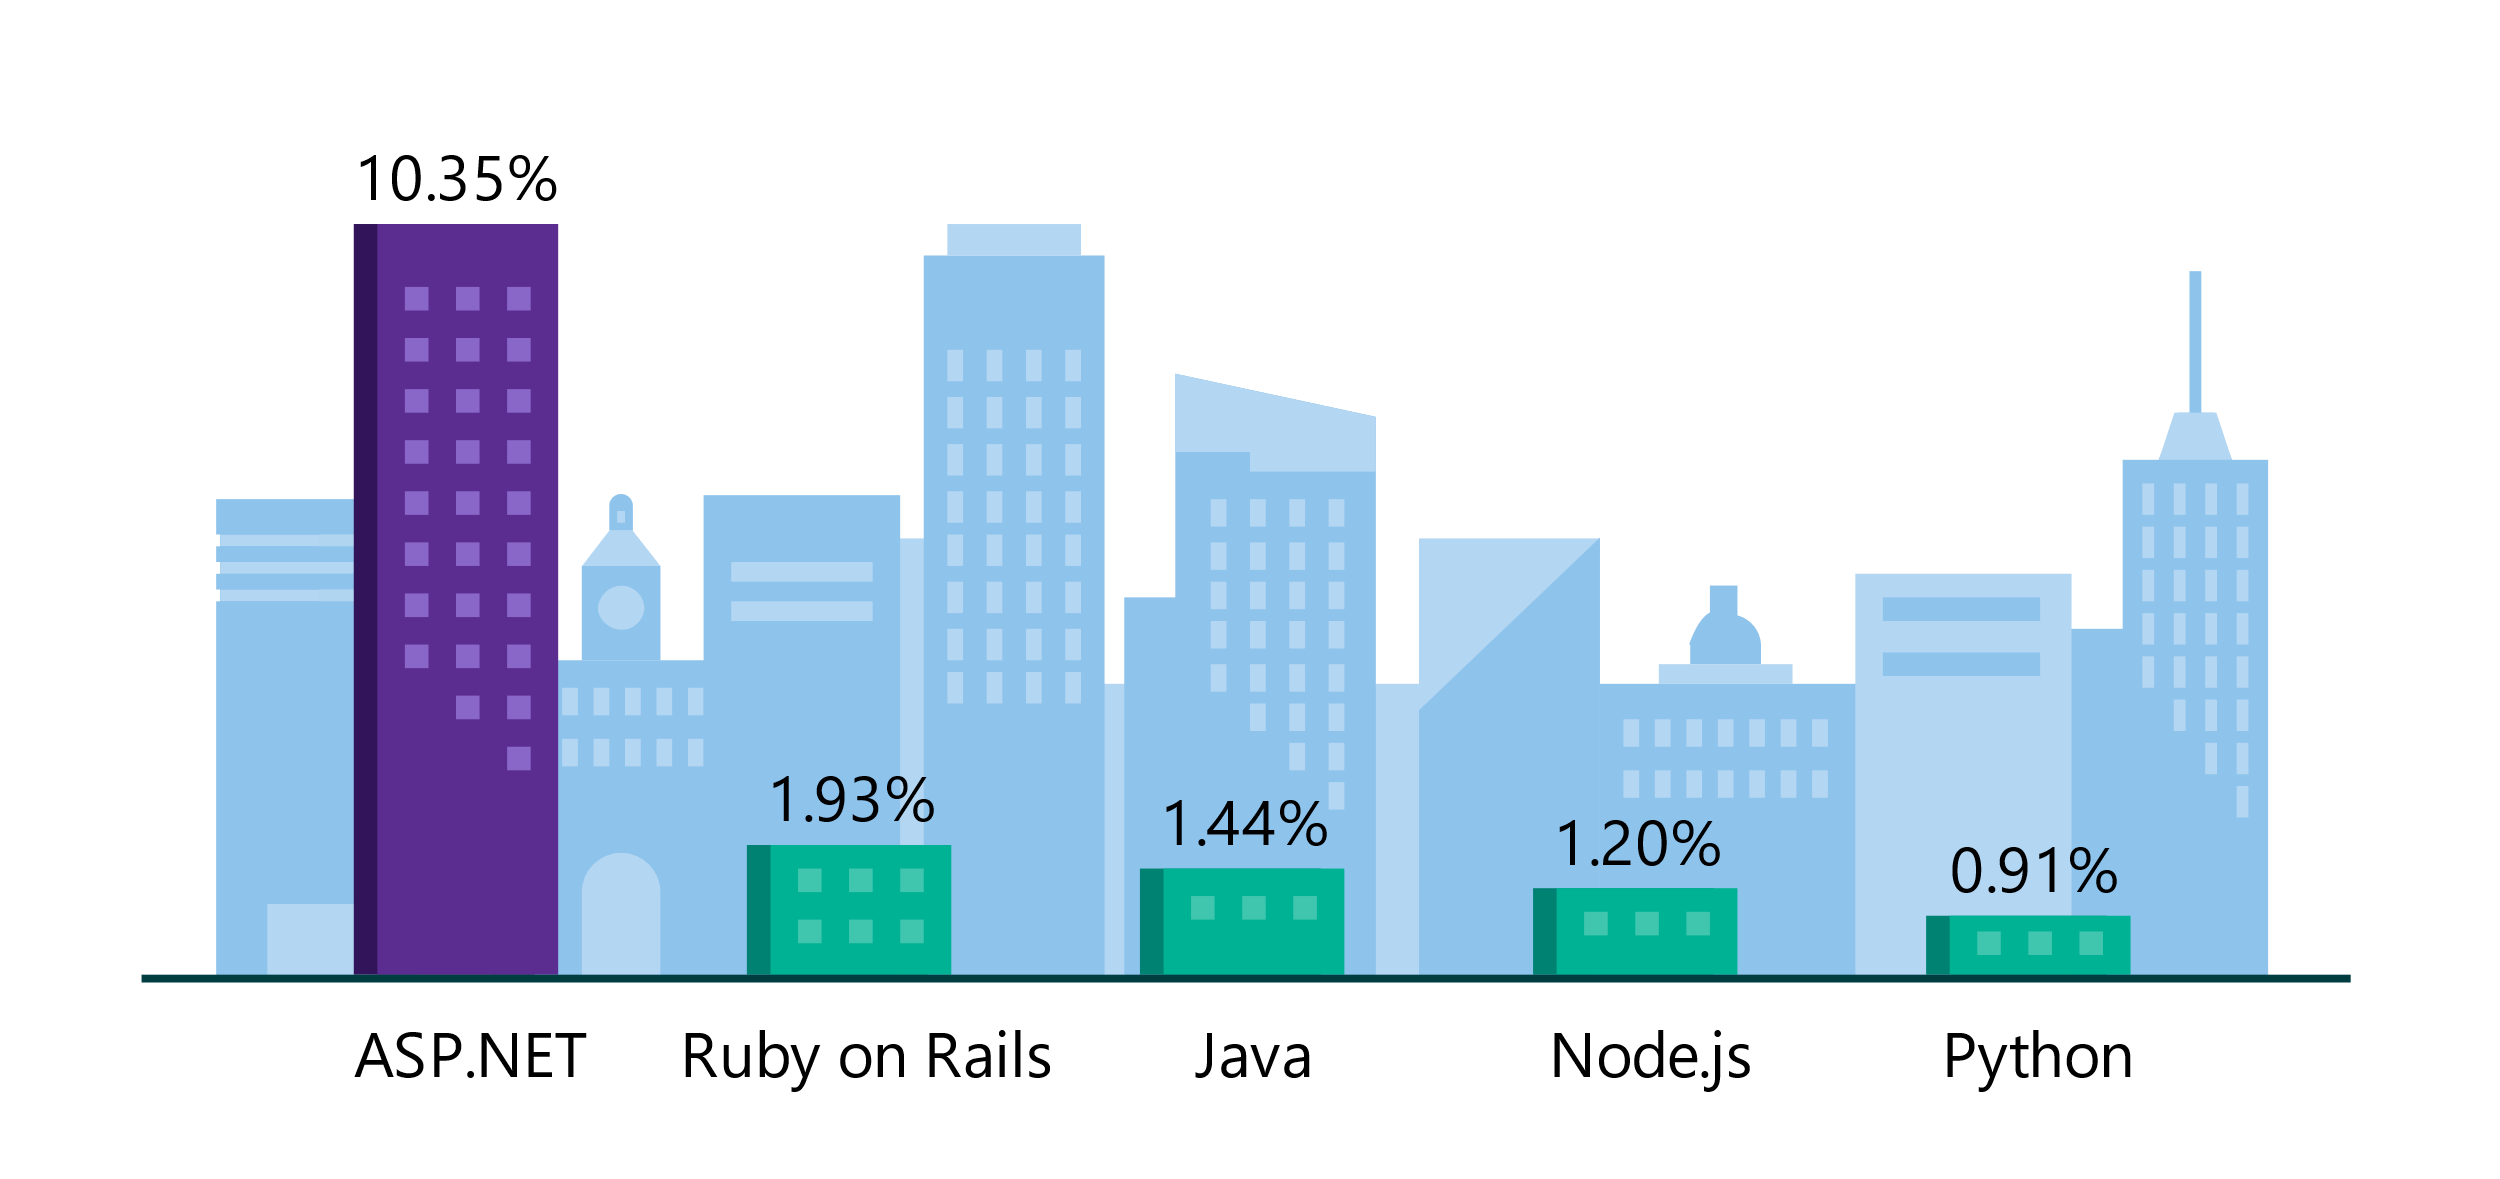 10.35%
1.93%
1.44%
1.20%
0.91%
ASP.NET
Ruby on Rails
Java
Node.js
Python